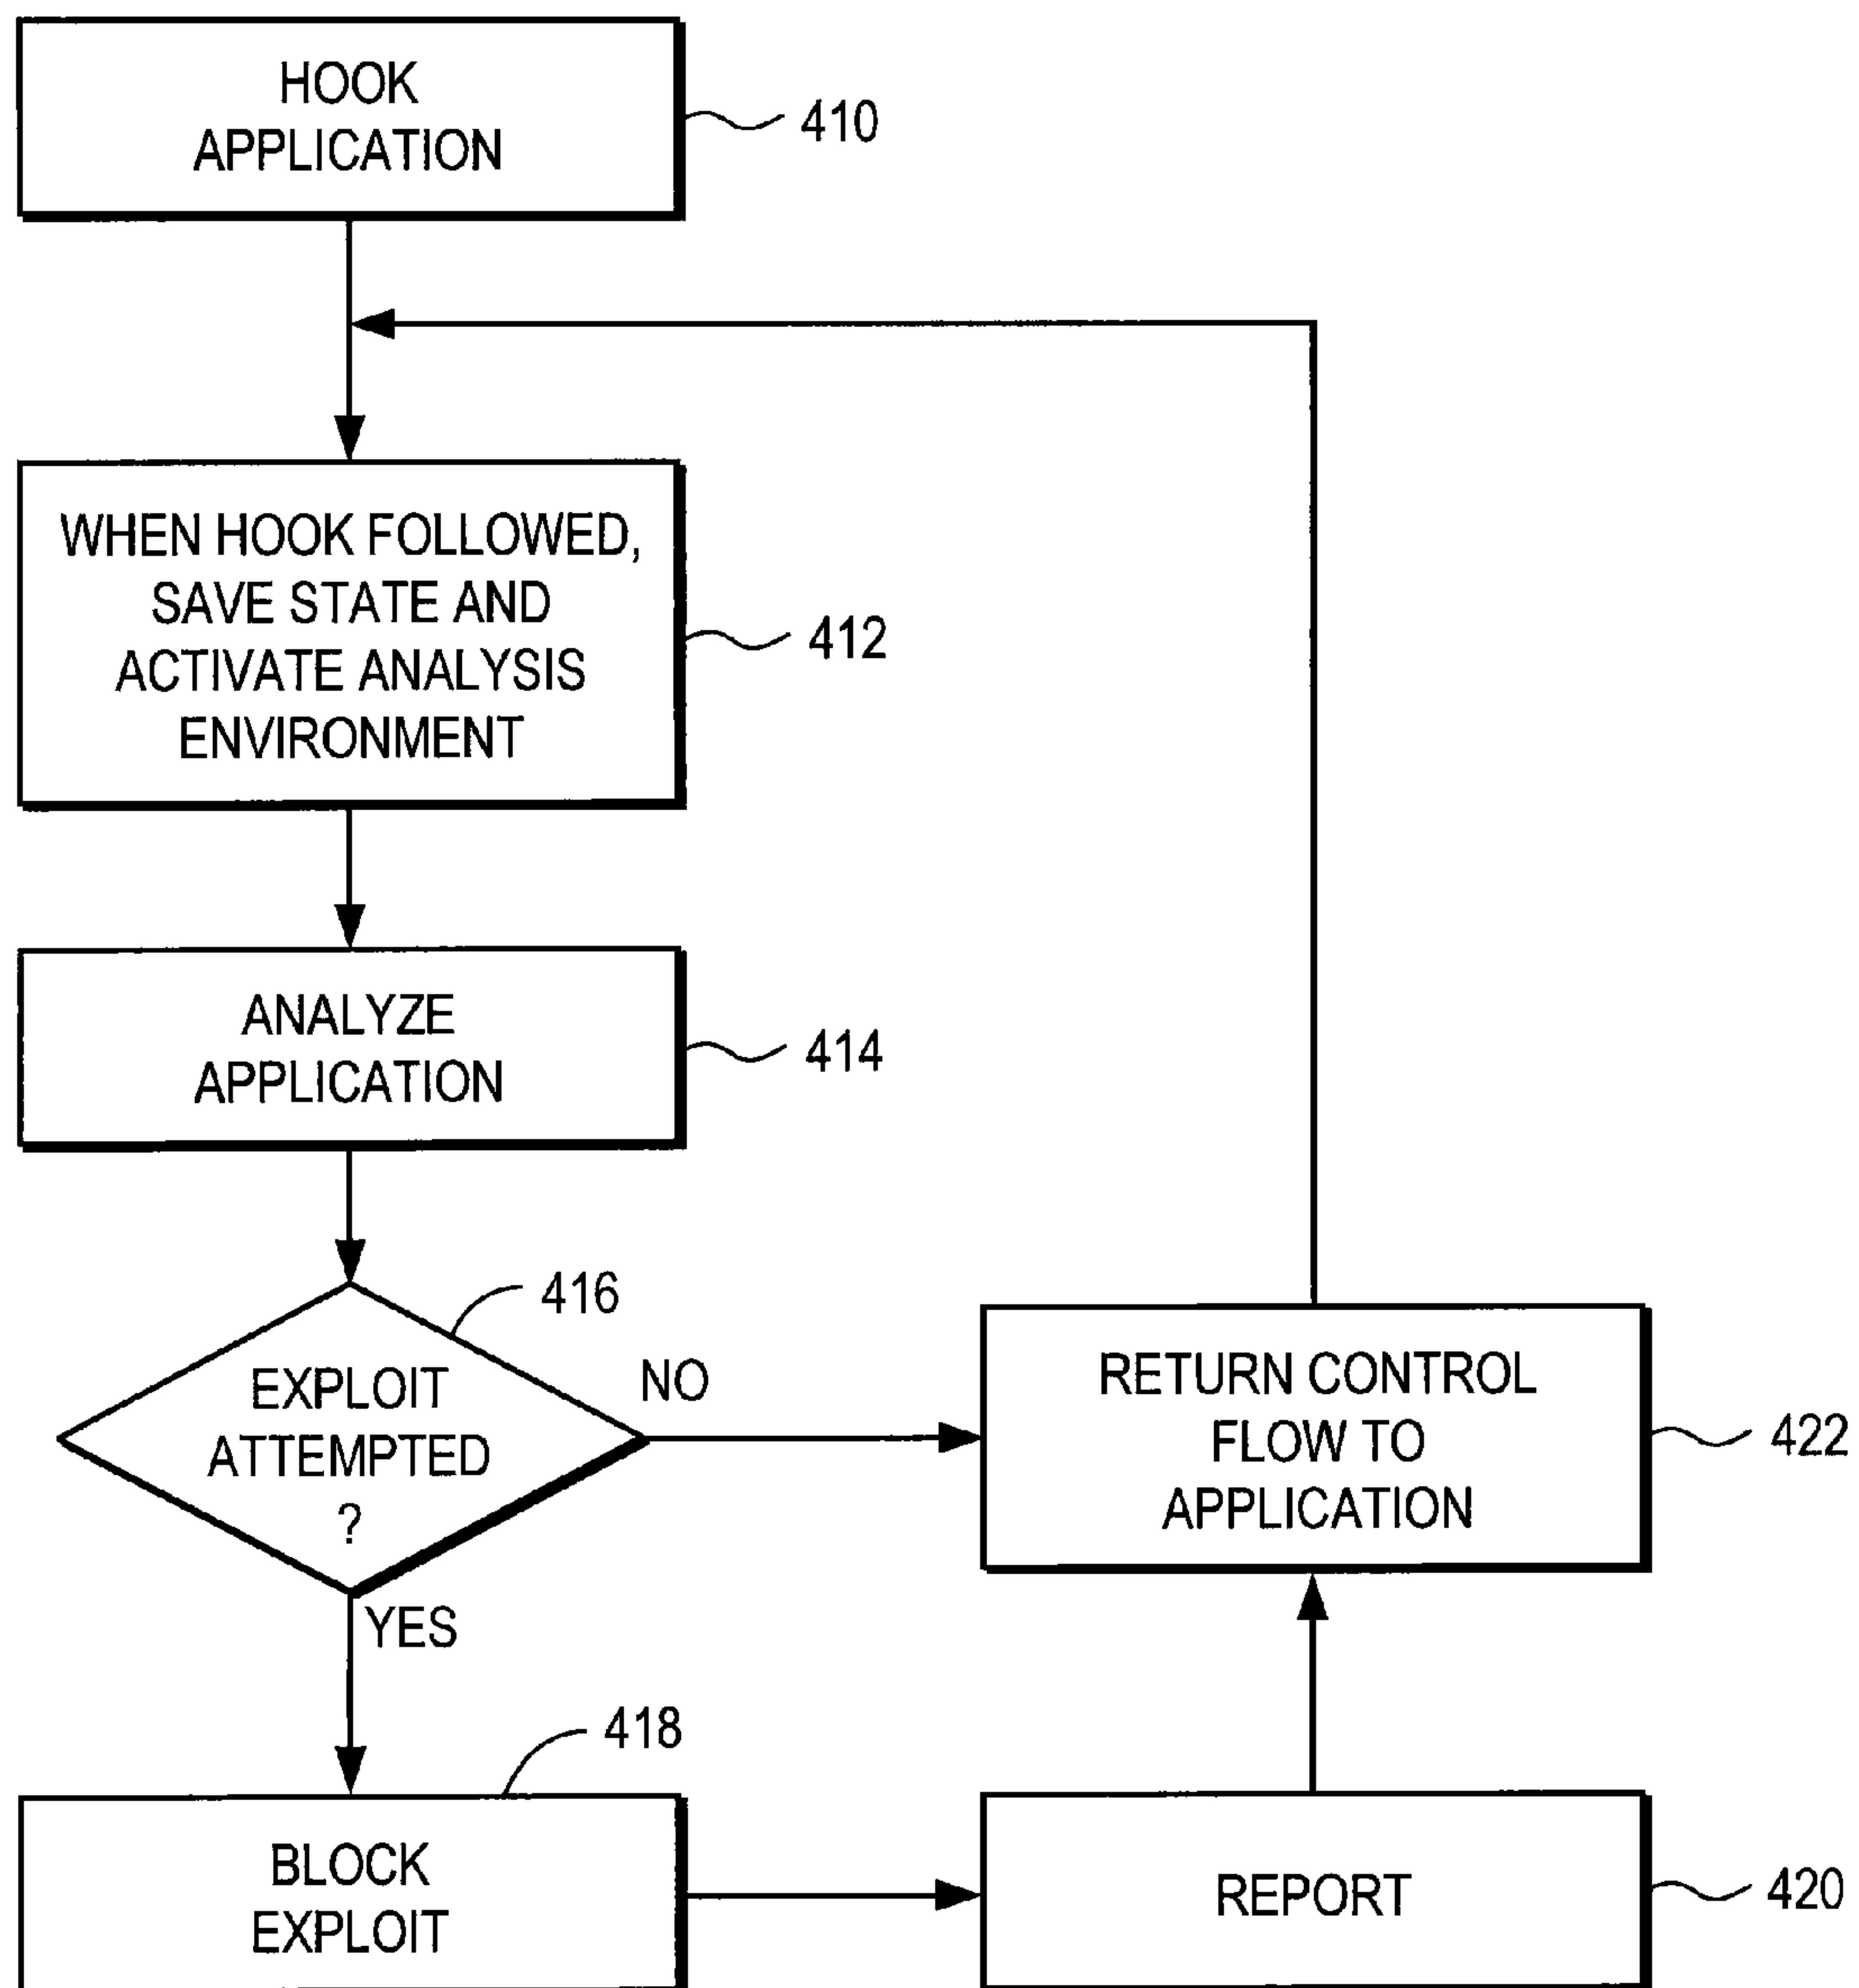 HOOK
APPLICATION
410
WHEN HOOK FOLLOWED,
SAVE STATE AND
ACTIVATE ANALYSIS
ENVIRONMENT
412
ANALYZE
APPLICATION
414
416
EXPLOIT
ATTEMPTED
?
NO
YES
RETURN CONTROL
FLOW TO
APPLICATION
422
418
BLOCK
EXPLOIT
REPORT
420